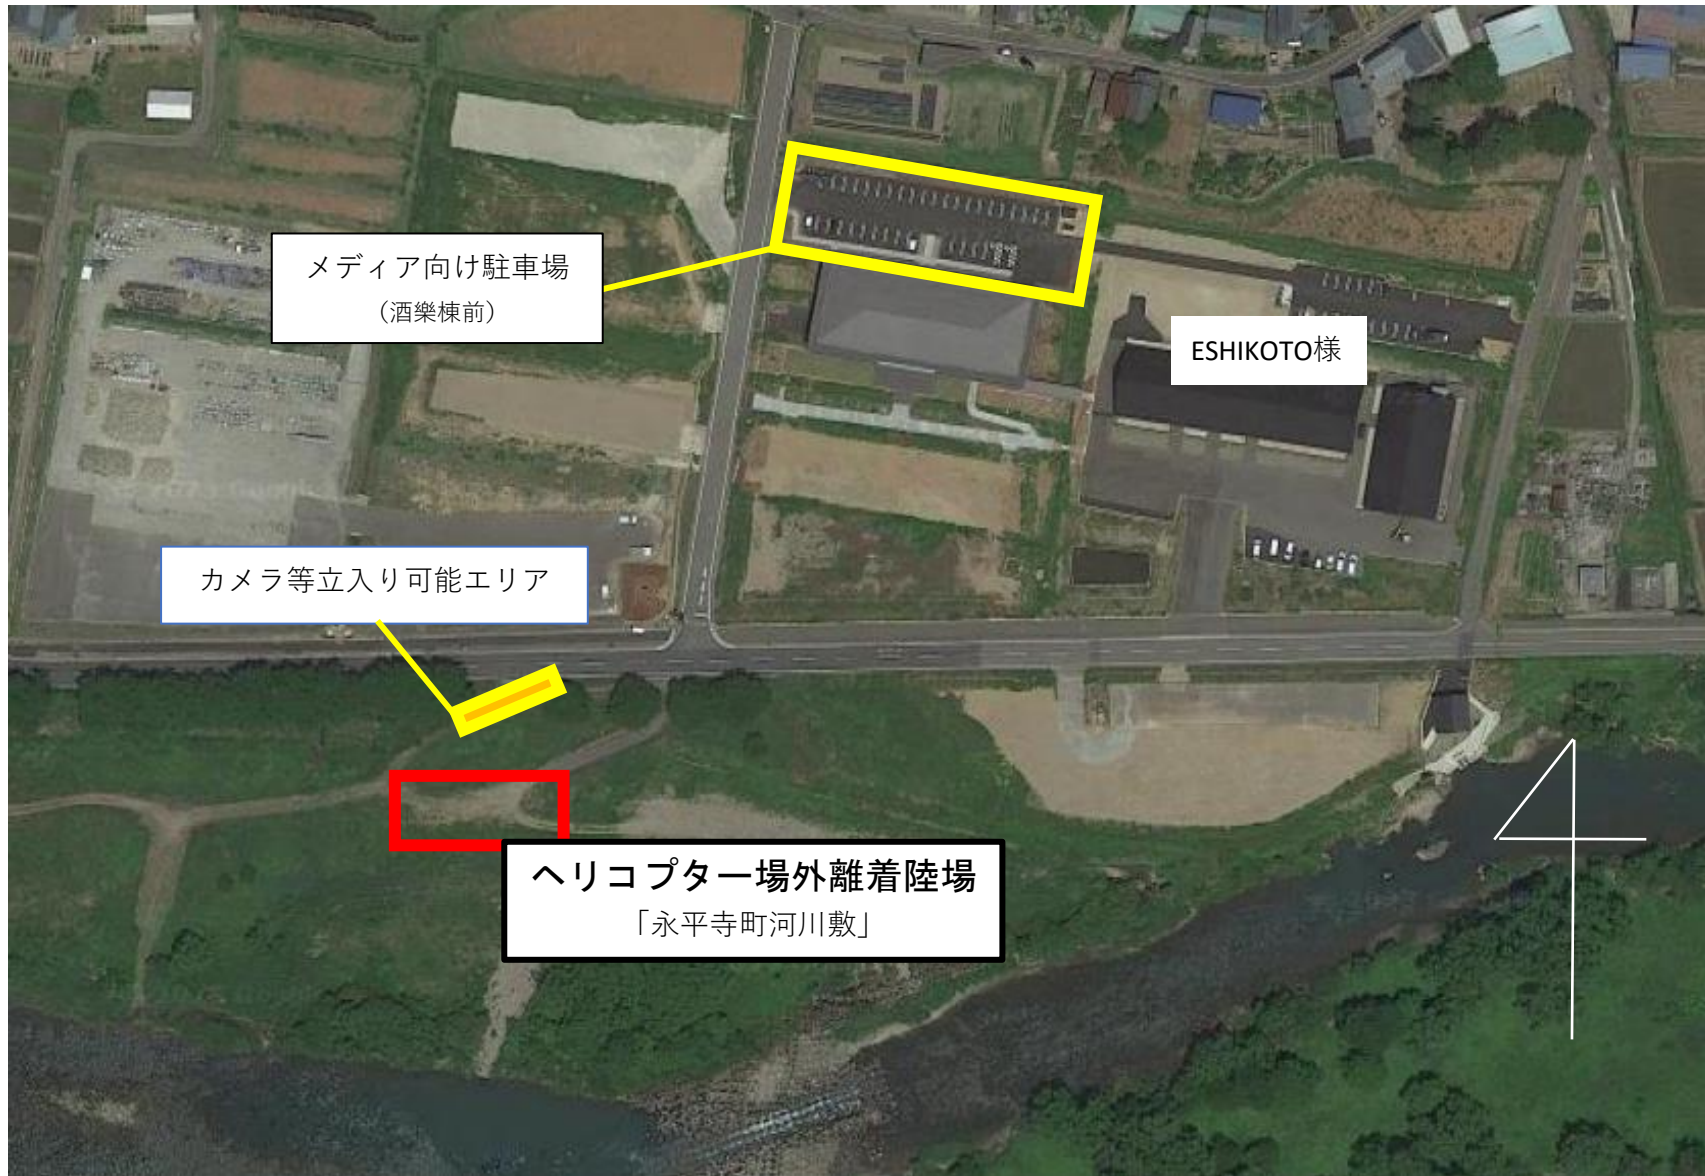 メディア向け駐車場
(酒樂棟前)
ESHIKOTO様
カメラ等立入り可能エリア
ヘリコプター場外離着陸場
「永平寺町河川敷」